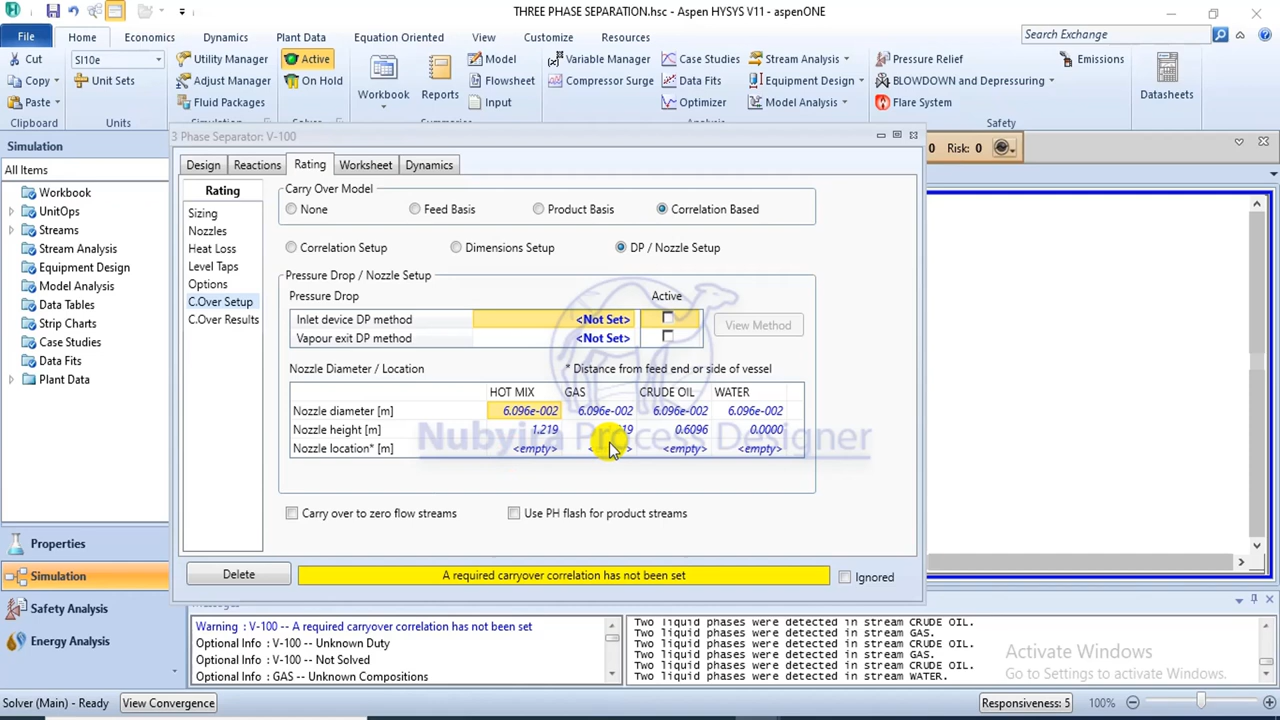 THREE PHASE SEPARATION.hsc - Aspen HYSYS V11 - aspenONE
File Home Economics Dynamics Plant Data Equation Oriented View Customize Resources Search Exchange
Cut SI10e Utility Manager Active Model Variable Manager Case Studies Stream Analysis Pressure Relief Emissions
Copy Unit Sets Adjust Manager On Hold Flowsheet Compressor Surge Data Fits Equipment Design BLOWDOWN and Depressuring
Workbook Reports Datasheets
Paste Fluid Packages Input Optimizer Model Analysis Flare System
Clipboard Units Safety
Simulation
All Items
Workbook
UnitOps
Streams
Stream Analysis
Equipment Design
Model Analysis
Data Tables
Strip Charts
Case Studies
Data Fits
Plant Data
Properties
Simulation
Safety Analysis
Energy Analysis
3 Phase Separator: V-100
0 Risk: 0
Design Reactions Rating Worksheet Dynamics
Rating
Sizing
Nozzles
Heat Loss
Level Taps
Options
C.Over Setup
C.Over Results
Carry Over Model
None Feed Basis Product Basis Correlation Based
Correlation Setup Dimensions Setup DP / Nozzle Setup
Pressure Drop / Nozzle Setup
Pressure Drop Active
Inlet device DP method <Not Set>
View Method
Vapour exit DP method <Not Set>
Nozzle Diameter / Location * Distance from feed end or side of vessel
HOT MIX GAS CRUDE OIL WATER
Nozzle diameter [m] 6.096e-002 6.096e-002 6.096e-002 6.096e-002
Nozzle height [m] 1.219 19 0.6096 0.0000
Nozzle location* [m] <empty> <empty> <empty>
Nubyira Process Designer
Carry over to zero flow streams Use PH flash for product streams
Delete A required carryover correlation has not been set Ignored
Warning : V-100 -- A required carryover correlation has not been set
Optional Info : V-100 -- Unknown Duty
Optional Info : V-100 -- Not Solved
Optional Info : GAS -- Unknown Compositions
Two liquid phases were detected in stream CRUDE OIL.
Two liquid phases were detected in stream GAS.
Two liquid phases were detected in stream CRUDE OIL.
Two liquid phases were detected in stream GAS.
Two liquid phases were detected in stream CRUDE OIL.
Two liquid phases were detected in stream WATER.
Activate Windows
Go to Settings to activate Windows.
Solver (Main) - Ready View Convergence Responsiveness: 5 100%